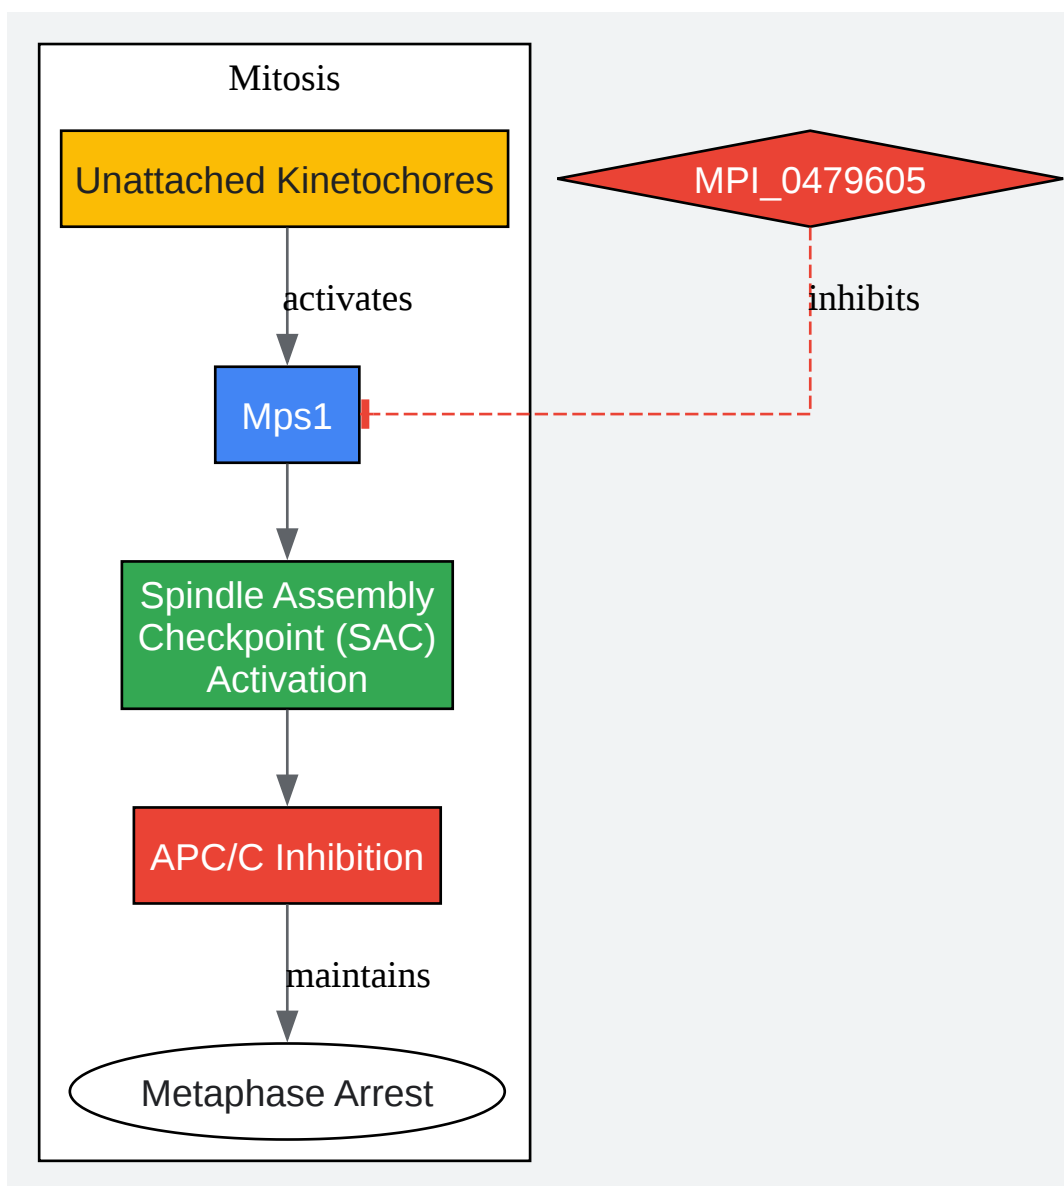 Mitosis
Unattached Kinetochores
MPI_0479605
activates
inhibits
Mps1
Spindle Assembly
Checkpoint (SAC)
Activation
APC/C Inhibition
maintains
Metaphase Arrest